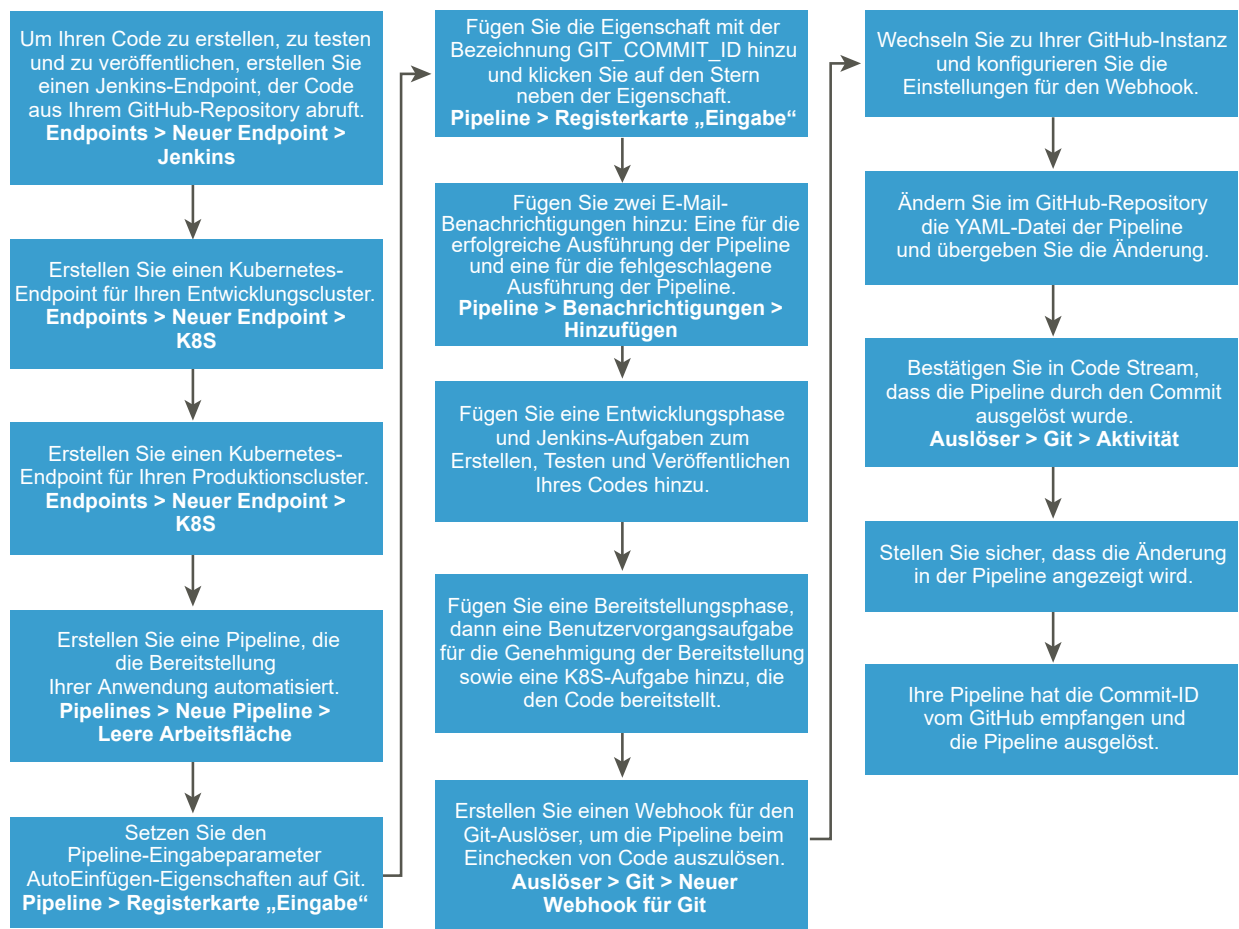 Um Ihren Code zu erstellen, zu testen
und zu veröffentlichen, erstellen Sie
einen Jenkins-Endpoint, der Code
aus Ihrem GitHub-Repository abruft.
Endpoints > Neuer Endpoint >
Jenkins
Erstellen Sie einen Kubernetes-
Endpoint für Ihren Entwicklungscluster.
Endpoints > Neuer Endpoint >
K8S
Erstellen Sie einen Kubernetes-
Endpoint für Ihren Produktionscluster.
Endpoints > Neuer Endpoint >
K8S
Erstellen Sie eine Pipeline, die
die Bereitstellung
Ihrer Anwendung automatisiert.
Pipelines > Neue Pipeline >
Leere Arbeitsfläche
Setzen Sie den
Pipeline-Eingabeparameter
AutoEinfügen-Eigenschaften auf Git.
Pipeline > Registerkarte „Eingabe“
Fügen Sie die Eigenschaft mit der
Bezeichnung GIT_COMMIT_ID hinzu
und klicken Sie auf den Stern
neben der Eigenschaft.
Pipeline > Registerkarte „Eingabe“
Fügen Sie zwei E-Mail-
Benachrichtigungen hinzu: Eine für die
erfolgreiche Ausführung der Pipeline
und eine für die fehlgeschlagene
Ausführung der Pipeline.
Pipeline > Benachrichtigungen >
Hinzufügen
Fügen Sie eine Entwicklungsphase
und Jenkins-Aufgaben zum
Erstellen, Testen und Veröffentlichen
Ihres Codes hinzu.
Fügen Sie eine Bereitstellungsphase,
dann eine Benutzervorgangsaufgabe
für die Genehmigung der Bereitstellung
sowie eine K8S-Aufgabe hinzu, die
den Code bereitstellt.
Erstellen Sie einen Webhook für den
Git-Auslöser, um die Pipeline beim
Einchecken von Code auszulösen.
Auslöser > Git > Neuer
Webhook für Git
Wechseln Sie zu Ihrer GitHub-Instanz
und konfigurieren Sie die
Einstellungen für den Webhook.
Ändern Sie im GitHub-Repository
die YAML-Datei der Pipeline
und übergeben Sie die Änderung.
Bestätigen Sie in Code Stream,
dass die Pipeline durch den Commit
ausgelöst wurde.
Auslöser > Git > Aktivität
Stellen Sie sicher, dass die Änderung
in der Pipeline angezeigt wird.
Ihre Pipeline hat die Commit-ID
vom GitHub empfangen und
die Pipeline ausgelöst.